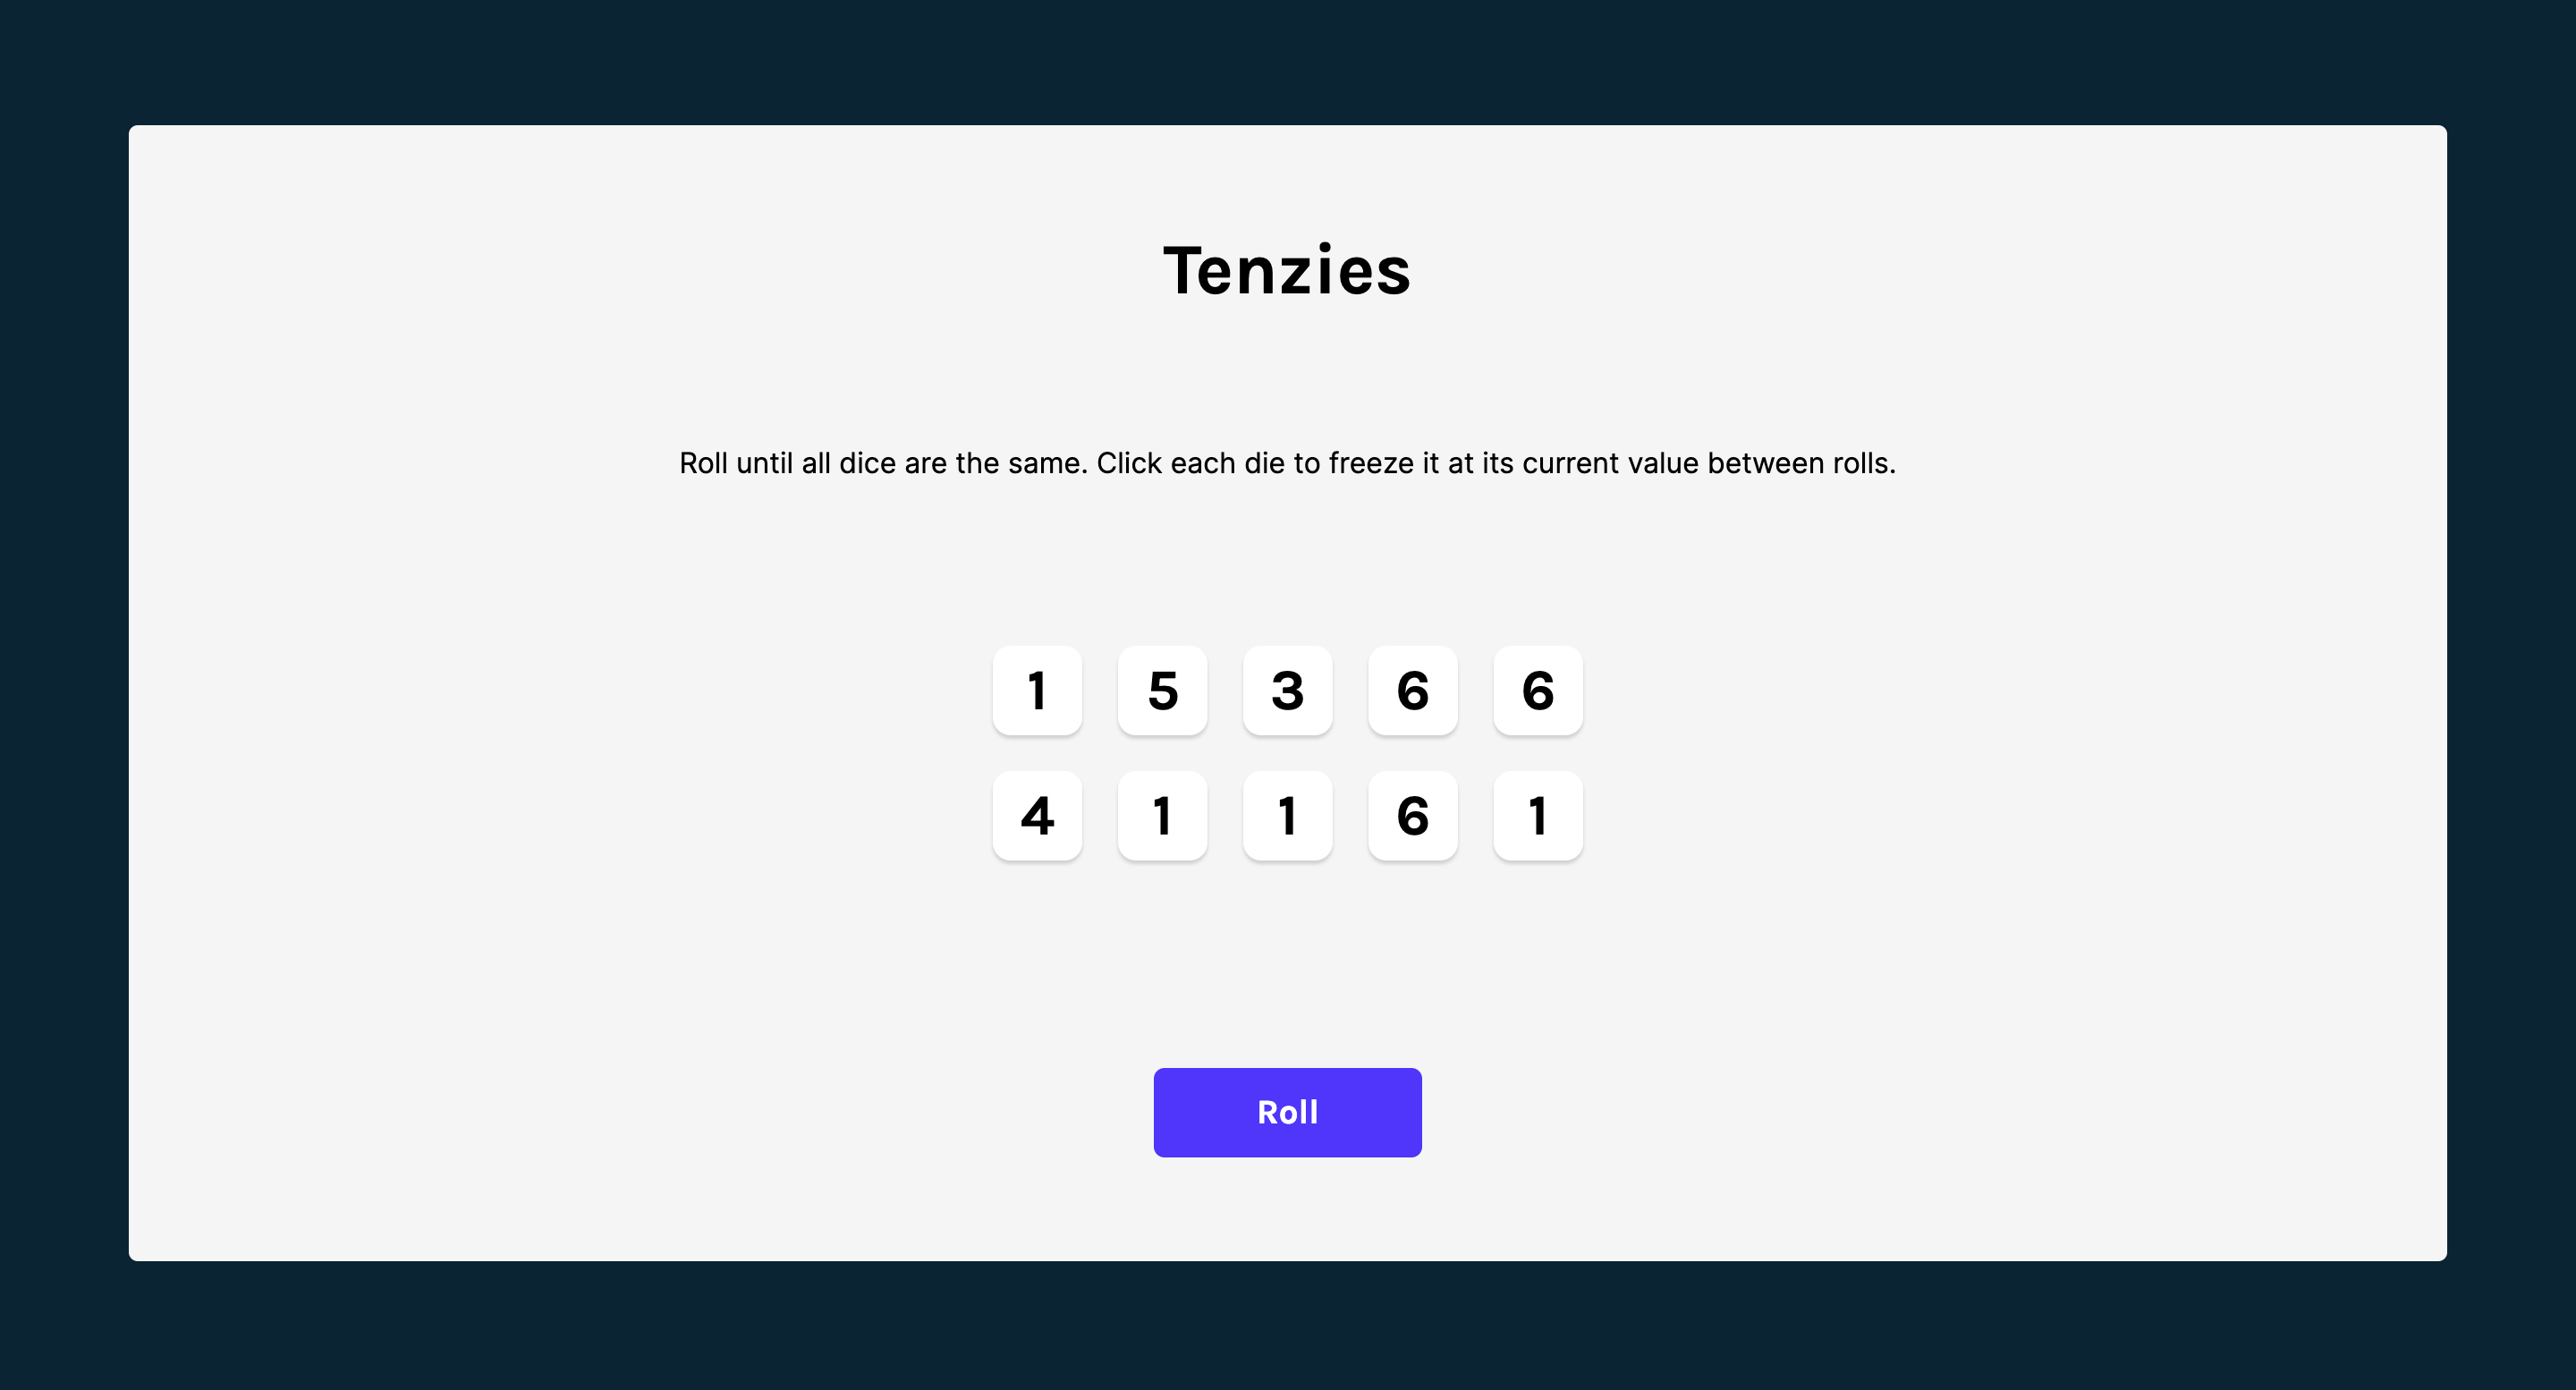 Tenzies
Roll until all dice are the same. Click each die to freeze it at its current value between rolls.
1 5 3 6 6
4 1 1 6 1
Roll